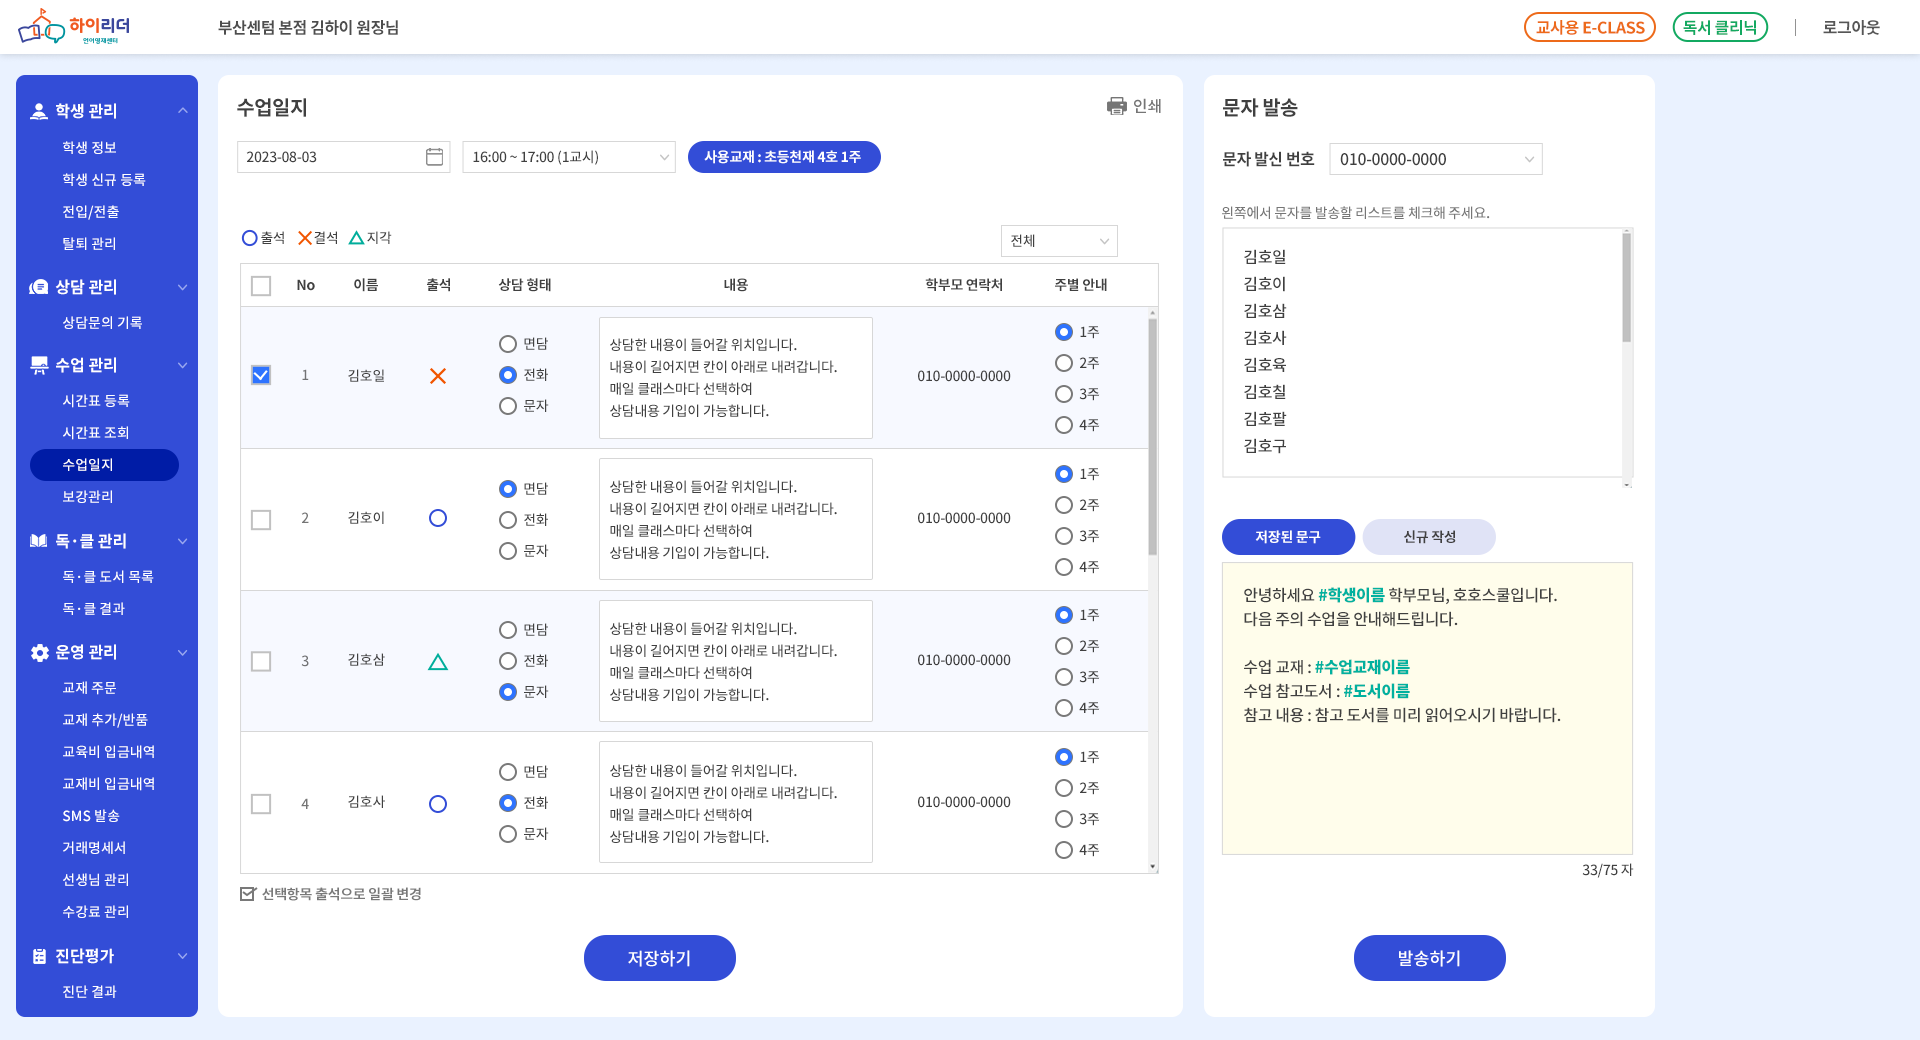 하이리더
언어영재센터
부산센텀 본점 김하이 원장님
교사용 E-CLASS
독서 클리닉
로그아웃
학생 관리
학생 정보
학생 신규 등록
전입/전출
탈퇴 관리
상담 관리
상담문의 기록
수업 관리
시간표 등록
시간표 조회
수업일지
보강관리
독·클 관리
독·클 도서 목록
독·클 결과
운영 관리
교재 주문
교재 추가/반품
교육비 입금내역
교재비 입금내역
SMS 발송
거래명세서
선생님 관리
수강료 관리
진단평가
진단 결과
수업일지
인쇄
2023-08-03
16:00 ~ 17:00 (1교시)
사용교재 : 초등천재 4호 1주
출석 결석 지각
전체
No 이름 출석 상담 형태 내용 학부모 연락처 주별 안내
1 김호일
면담
전화
문자
상담한 내용이 들어갈 위치입니다.
내용이 길어지면 칸이 아래로 내려갑니다.
매일 클래스마다 선택하여
상담내용 기입이 가능합니다.
010-0000-0000
1주
2주
3주
4주
2 김호이
면담
전화
문자
상담한 내용이 들어갈 위치입니다.
내용이 길어지면 칸이 아래로 내려갑니다.
매일 클래스마다 선택하여
상담내용 기입이 가능합니다.
010-0000-0000
1주
2주
3주
4주
3 김호삼
면담
전화
문자
상담한 내용이 들어갈 위치입니다.
내용이 길어지면 칸이 아래로 내려갑니다.
매일 클래스마다 선택하여
상담내용 기입이 가능합니다.
010-0000-0000
1주
2주
3주
4주
4 김호사
면담
전화
문자
상담한 내용이 들어갈 위치입니다.
내용이 길어지면 칸이 아래로 내려갑니다.
매일 클래스마다 선택하여
상담내용 기입이 가능합니다.
010-0000-0000
1주
2주
3주
4주
선택항목 출석으로 일괄 변경
저장하기
문자 발송
문자 발신 번호
010-0000-0000
왼쪽에서 문자를 발송할 리스트를 체크해 주세요.
김호일
김호이
김호삼
김호사
김호육
김호칠
김호팔
김호구
저장된 문구
신규 작성
안녕하세요 #학생이름 학부모님, 호호스쿨입니다.
다음 주의 수업을 안내해드립니다.
수업 교재 : #수업교재이름
수업 참고도서 : #도서이름
참고 내용 : 참고 도서를 미리 읽어오시기 바랍니다.
33/75 자
발송하기